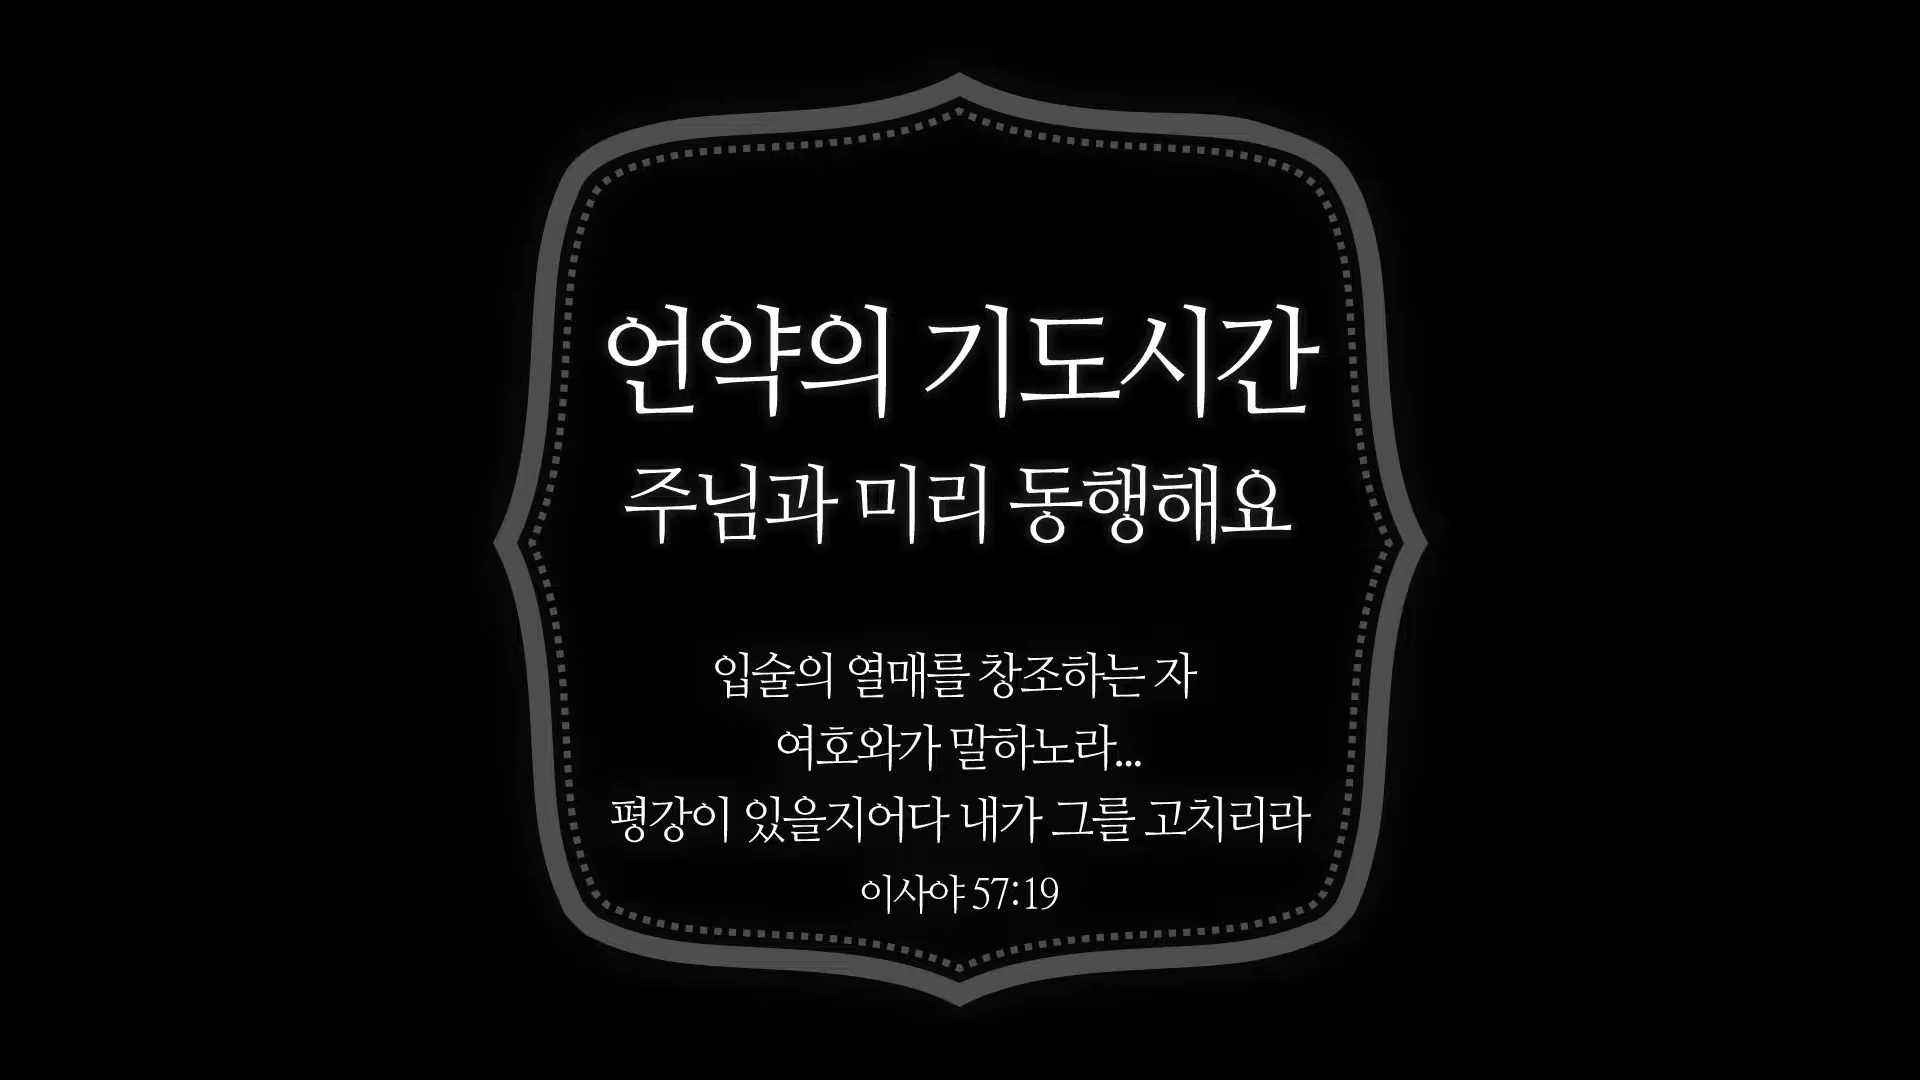 언약의 기도시간
주님과 미리 동행해요
입술의 열매를 창조하는 자
여호와가 말하노라...
평강이 있을지어다 내가 그를 고치리라
이사야 57:19